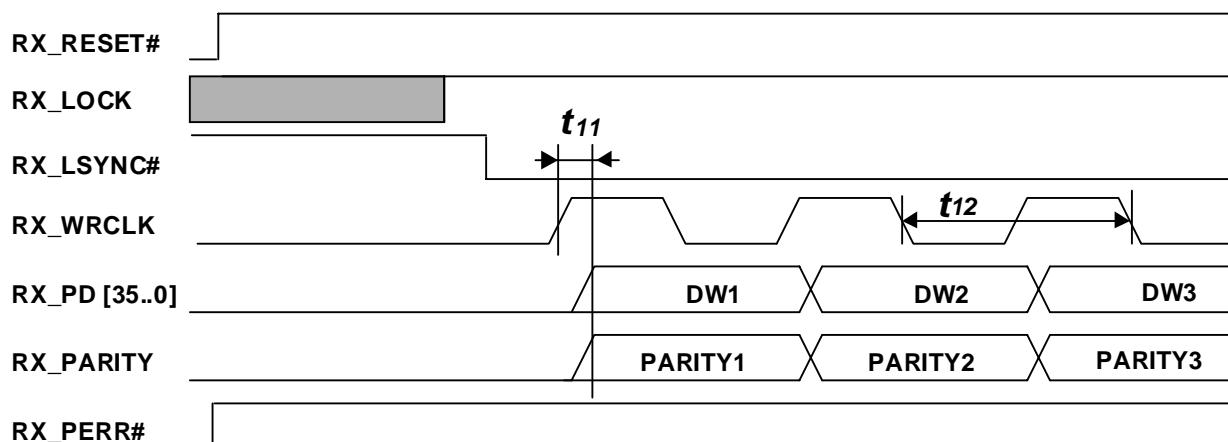 RX_RESET#
RX_LOCK
t11
RX_LSYNC#
RX_WRCLK
t12
RX_PD [35..0]
DW1
DW2
DW3
RX_PARITY
PARITY1
PARITY2
PARITY3
RX_PERR#